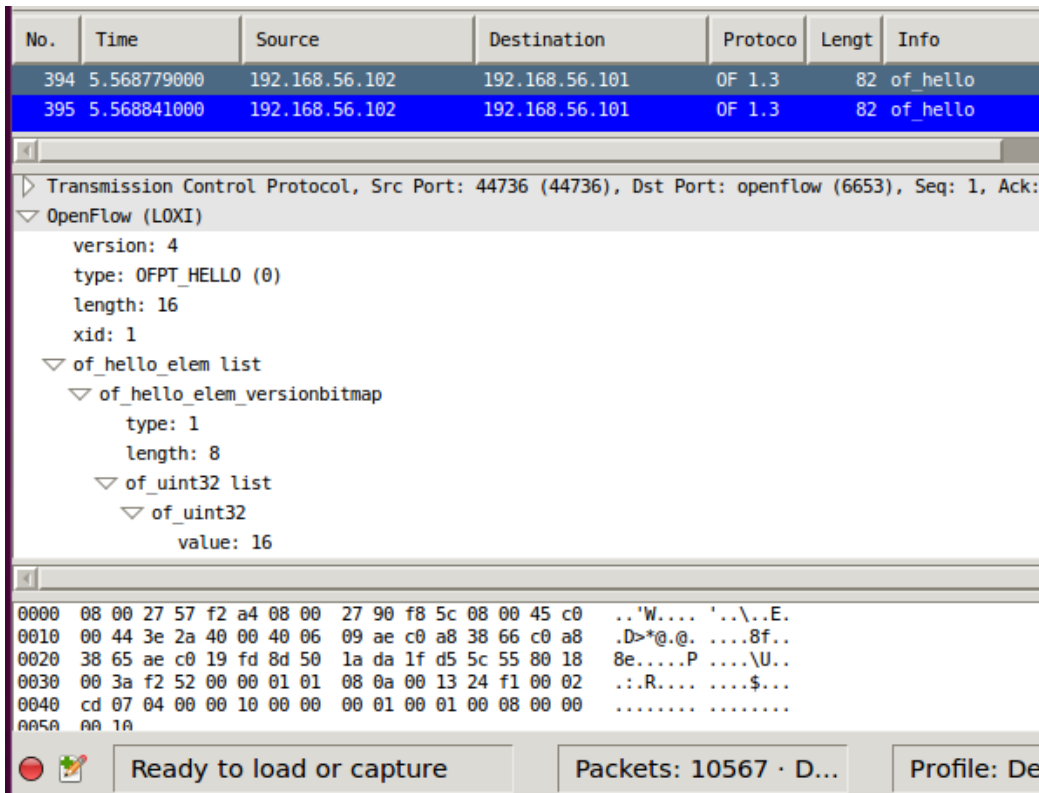 No. Time Source Destination Protoco Lengt Info
394 5.568779000 192.168.56.102 192.168.56.101 OF 1.3 82 of_hello
395 5.568841000 192.168.56.102 192.168.56.101 OF 1.3 82 of_hello
Transmission Control Protocol, Src Port: 44736 (44736), Dst Port: openflow (6653), Seq: 1, Ack:
OpenFlow (LOXI)
version: 4
type: OFPT_HELLO (0)
length: 16
xid: 1
of_hello_elem list
of_hello_elem_versionbitmap
type: 1
length: 8
of_uint32 list
of_uint32
value: 16
0000 08 00 27 57 f2 a4 08 00 27 90 f8 5c 08 00 45 c0 ..'W.... '..\..E.
0010 00 44 3e 2a 40 00 40 06 09 ae c0 a8 38 66 c0 a8 .D>*@.@. ....8f..
0020 38 65 ae c0 19 fd 8d 50 1a da 1f d5 5c 55 80 18 8e.....P ....\U..
0030 00 3a f2 52 00 00 01 01 08 0a 00 13 24 f1 00 02 .:.R.... ....$...
0040 cd 07 04 00 00 10 00 00 00 01 00 01 00 08 00 00 ........ ........
0050 00 10
Ready to load or capture Packets: 10567 · D... Profile: De